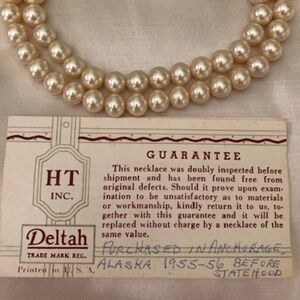 GUARANTEE
This necklace was doubly inspected before
shipment and has been found free from
original defects. Should it prove upon exam-
ination to be unsatisfactory as to materials
or workmanship, kindly return it to us, to-
gether with this guarantee and it will be
replaced without charge by a necklace of the
same value.
HT
INC.
Deltah
TRADE MARK REG.
Printed in U. S. A.
PURCHASED IN ANCHORAGE,
ALASKA 1955-56 BEFORE
STATEHOOD